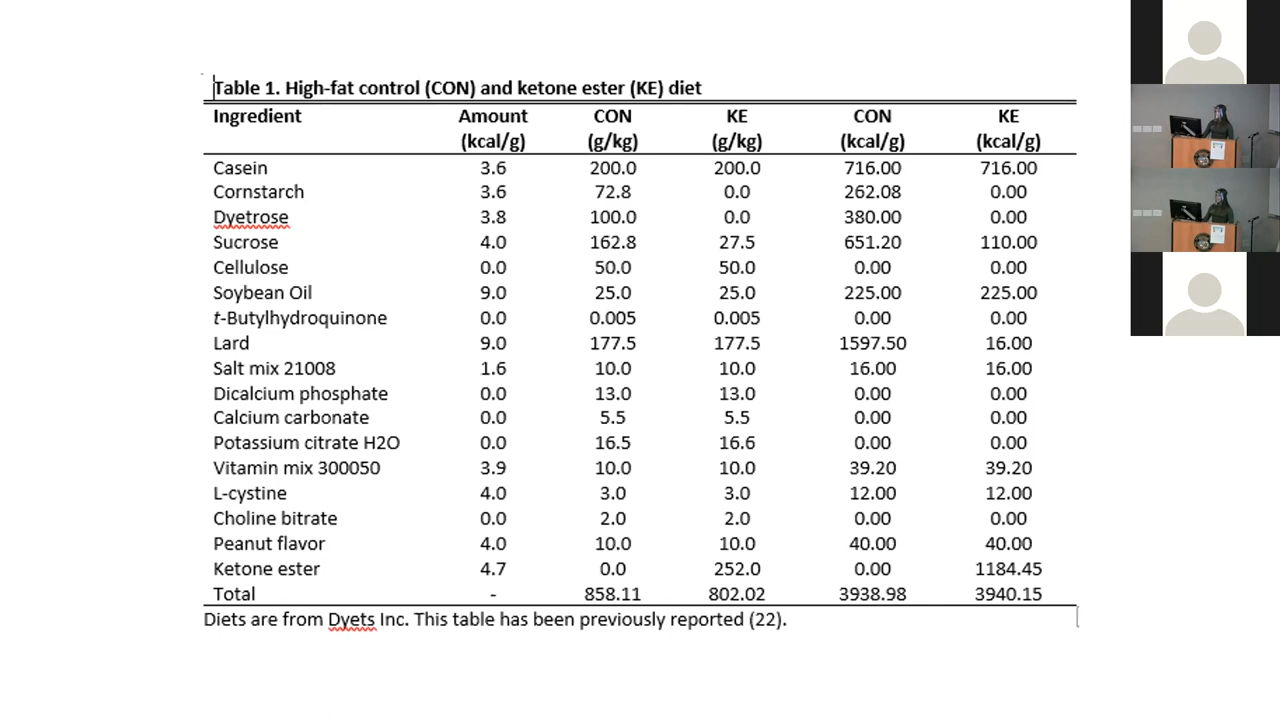 Table 1. High-fat control (CON) and ketone ester (KE) diet
Ingredient Amount (kcal/g) CON (g/kg) KE (g/kg) CON (kcal/g) KE (kcal/g)
Casein 3.6 200.0 200.0 716.00 716.00
Cornstarch 3.6 72.8 0.0 262.08 0.00
Dyetrose 3.8 100.0 0.0 380.00 0.00
Sucrose 4.0 162.8 27.5 651.20 110.00
Cellulose 0.0 50.0 50.0 0.00 0.00
Soybean Oil 9.0 25.0 25.0 225.00 225.00
t-Butylhydroquinone 0.0 0.005 0.005 0.00 0.00
Lard 9.0 177.5 177.5 1597.50 16.00
Salt mix 21008 1.6 10.0 10.0 16.00 16.00
Dicalcium phosphate 0.0 13.0 13.0 0.00 0.00
Calcium carbonate 0.0 5.5 5.5 0.00 0.00
Potassium citrate H2O 0.0 16.5 16.6 0.00 0.00
Vitamin mix 300050 3.9 10.0 10.0 39.20 39.20
L-cystine 4.0 3.0 3.0 12.00 12.00
Choline bitrate 0.0 2.0 2.0 0.00 0.00
Peanut flavor 4.0 10.0 10.0 40.00 40.00
Ketone ester 4.7 0.0 252.0 0.00 1184.45
Total - 858.11 802.02 3938.98 3940.15
Diets are from Dyets Inc. This table has been previously reported (22).